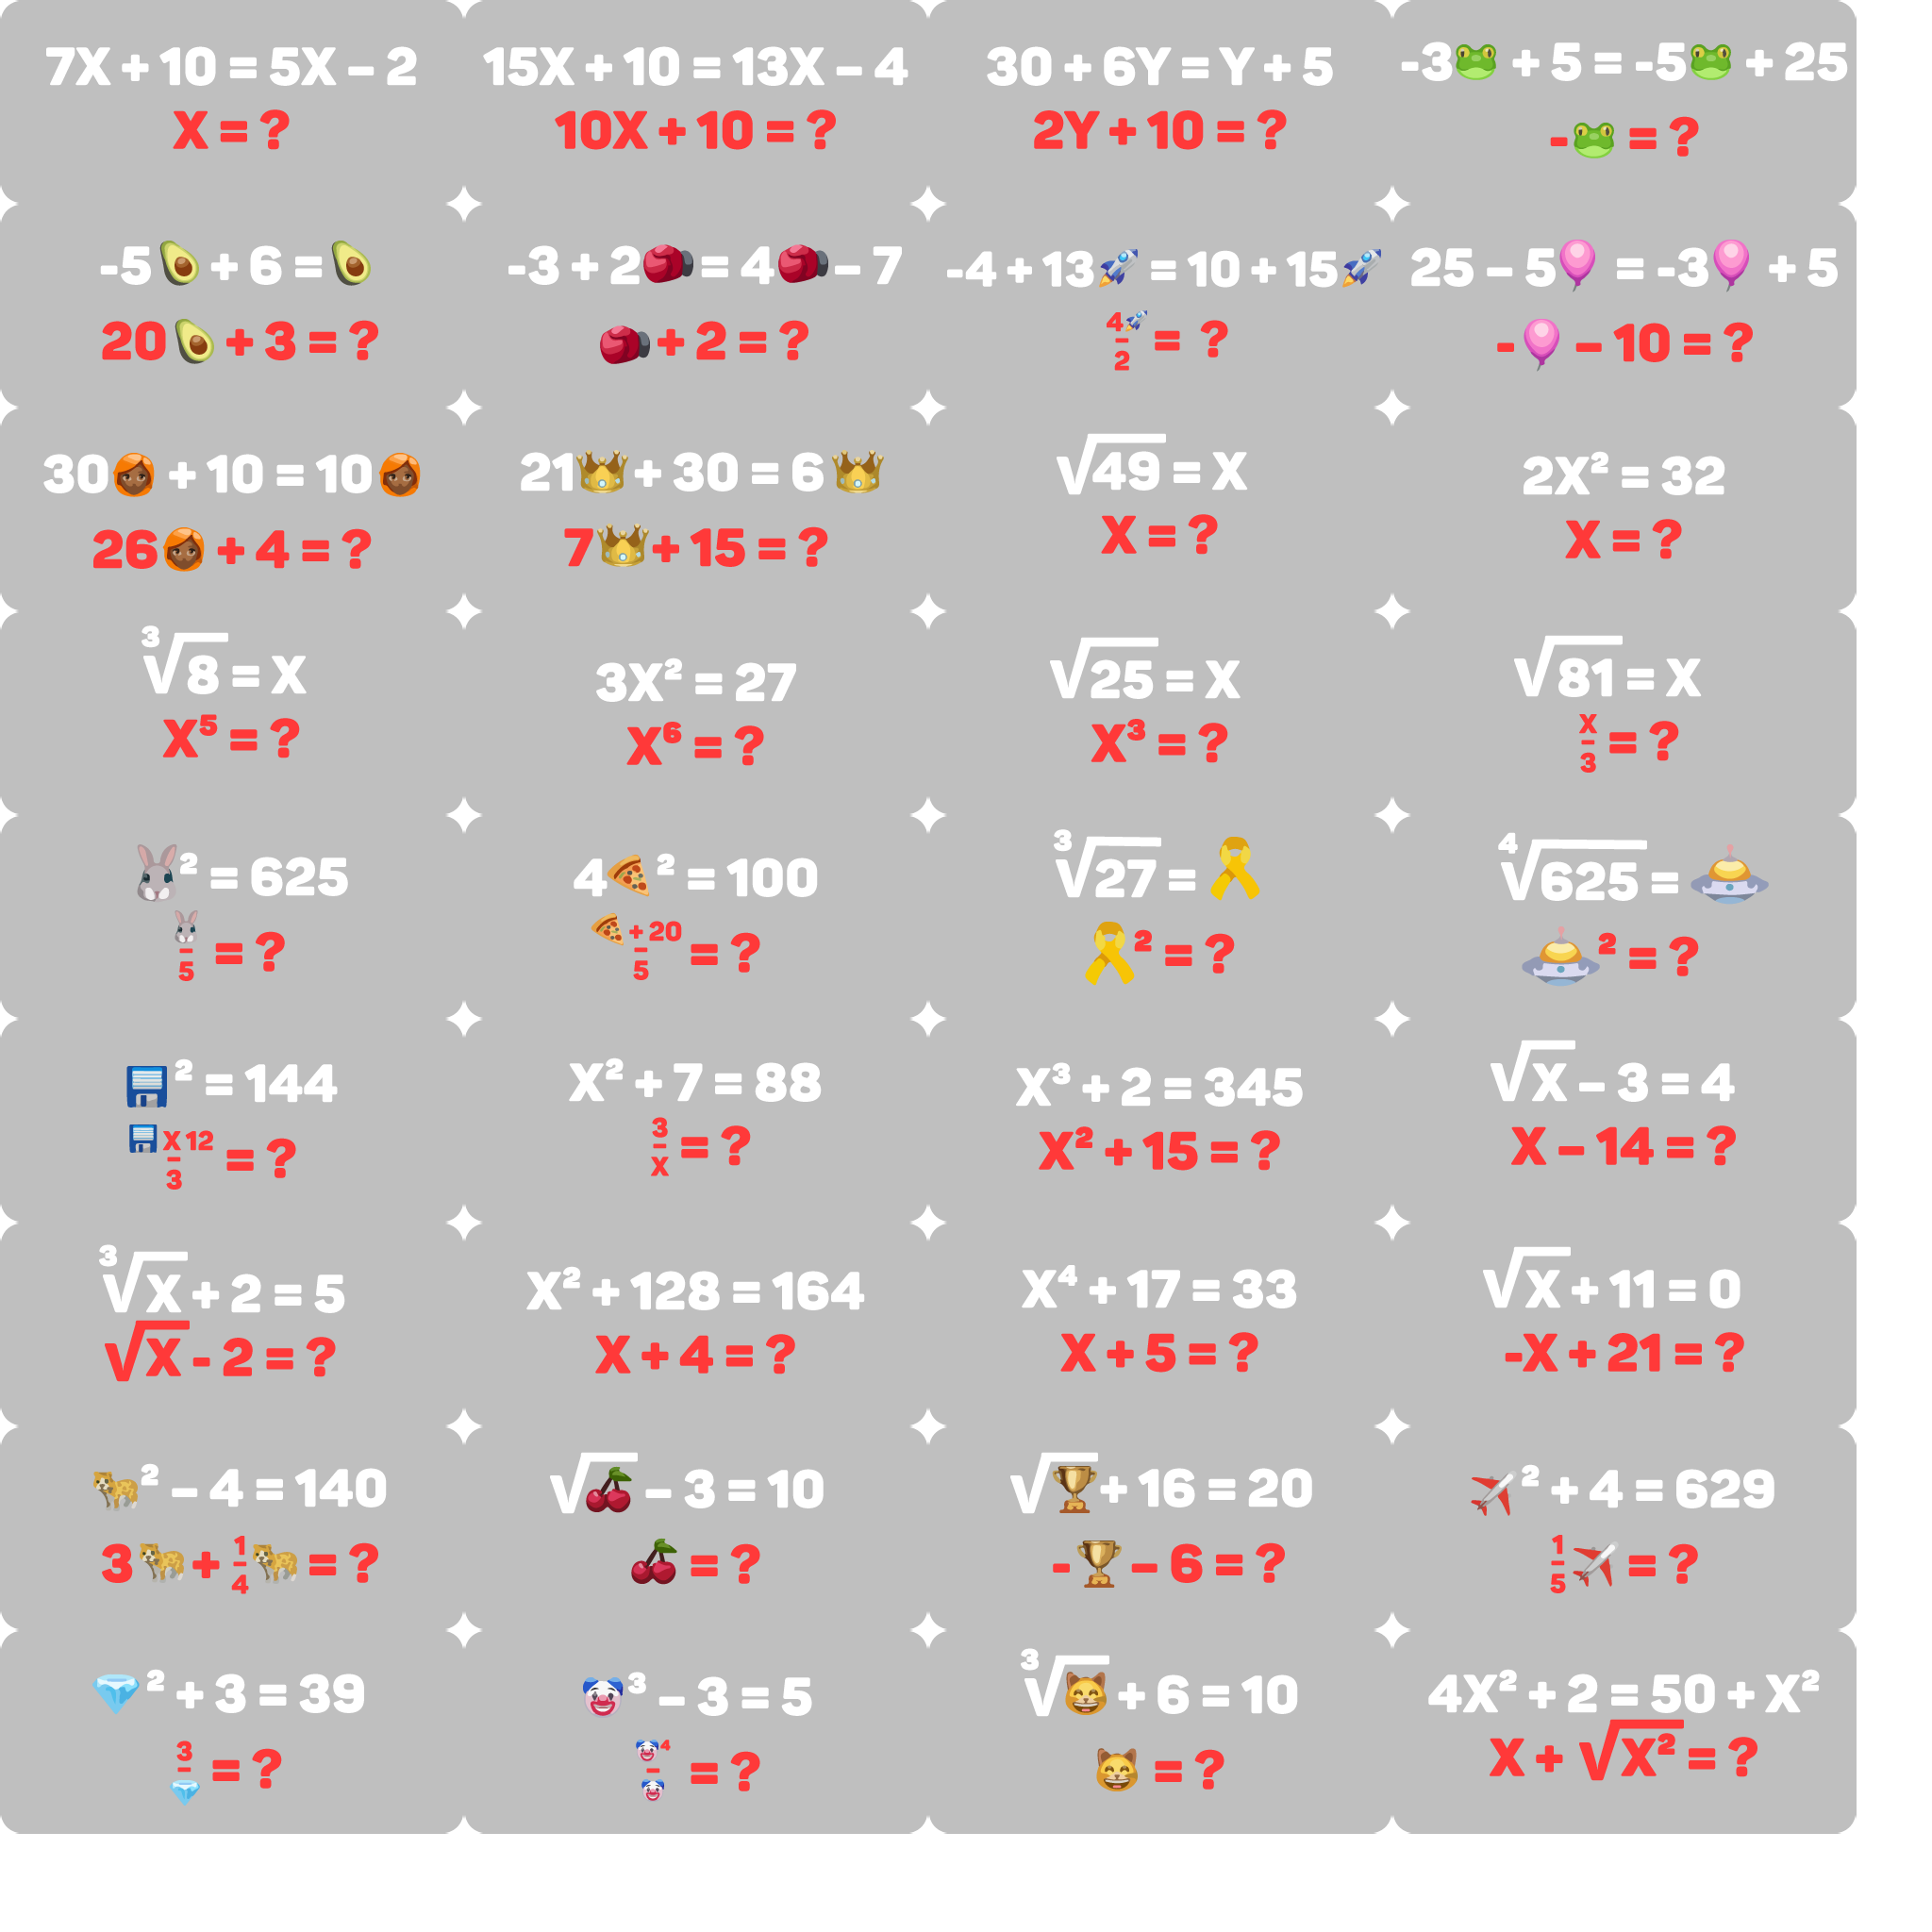 7X + 10 = 5X - 2
X = ?
15X + 10 = 13X - 4
10X + 10 = ?
30 + 6Y = Y + 5
2Y + 10 = ?
-3🐸 + 5 = -5🐸 + 25
-🐸 = ?
-5🥑 + 6 = 🥑
20🥑 + 3 = ?
-3 + 2🥊 = 4🥊 - 7
🥊 + 2 = ?
-4 + 13🚀 = 10 + 15🚀
4🚀
-
2
= ?
25 - 5🎈 = -3🎈 + 5
-🎈 - 10 = ?
30👩🏾‍🦰 + 10 = 10👩🏾‍🦰
26👩🏾‍🦰 + 4 = ?
21👑 + 30 = 6👑
7👑 + 15 = ?
√49 = X
X = ?
2X² = 32
X = ?
³√8 = X
X⁵ = ?
3X² = 27
X⁶ = ?
√25 = X
X³ = ?
√81 = X
X
-
3
= ?
🐰² = 625
🐰
-
5
= ?
4🍕² = 100
🍕 + 20
-
5
= ?
³√27 = 🎗
🎗² = ?
⁴√625 = 🛸
🛸² = ?
💾² = 144
💾 X 12
-
3
= ?
X² + 7 = 88
3
-
X
= ?
X³ + 2 = 345
X² + 15 = ?
√X - 3 = 4
X - 14 = ?
³√X + 2 = 5
√X - 2 = ?
X² + 128 = 164
X + 4 = ?
X⁴ + 17 = 33
X + 5 = ?
√X + 11 = 0
-X + 21 = ?
🐆² - 4 = 140
3🐆 + 1/4🐆 = ?
√🍒 - 3 = 10
🍒 = ?
√🏆 + 16 = 20
-🏆 - 6 = ?
✈² + 4 = 629
1/5✈ = ?
💎² + 3 = 39
3
-
💎
= ?
🤡³ - 3 = 5
🤡⁴
-
🤡
= ?
³√😸 + 6 = 10
😸 = ?
4X² + 2 = 50 + X²
X + √X² = ?